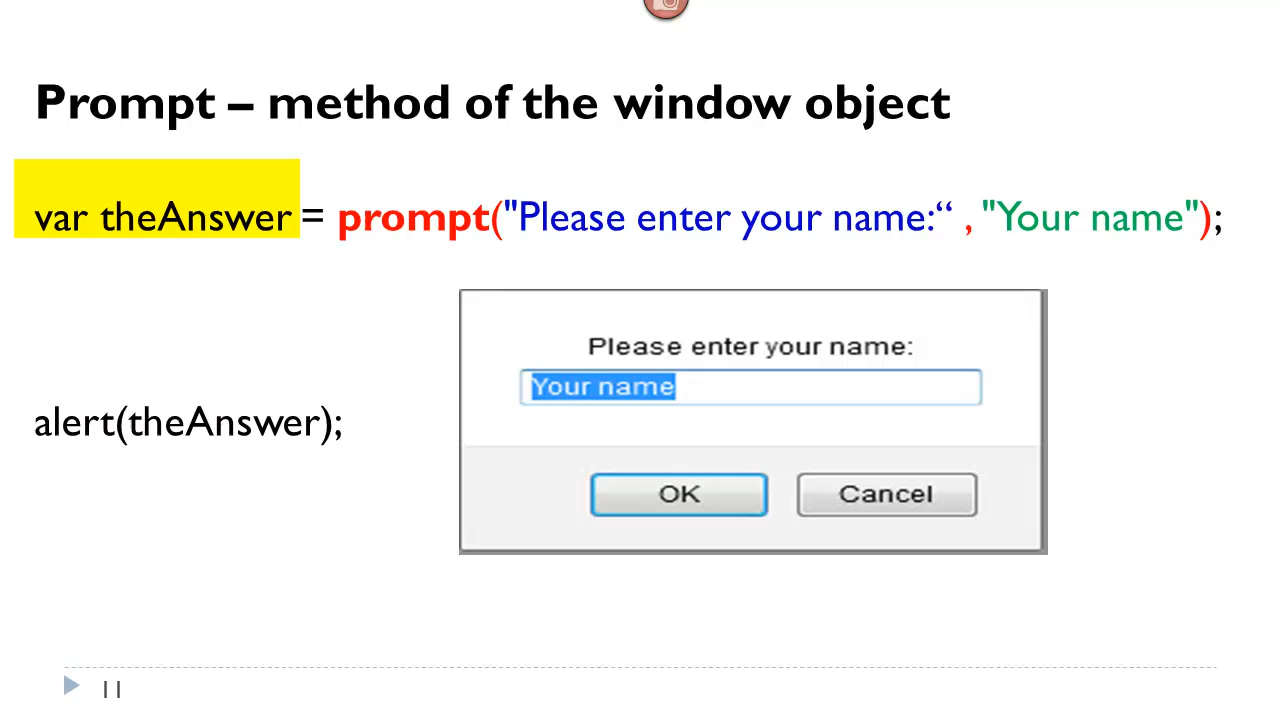 Prompt – method of the window object
var theAnswer = prompt("Please enter your name:“ , "Your name");
Please enter your name:
Your name
alert(theAnswer);
OK Cancel
11